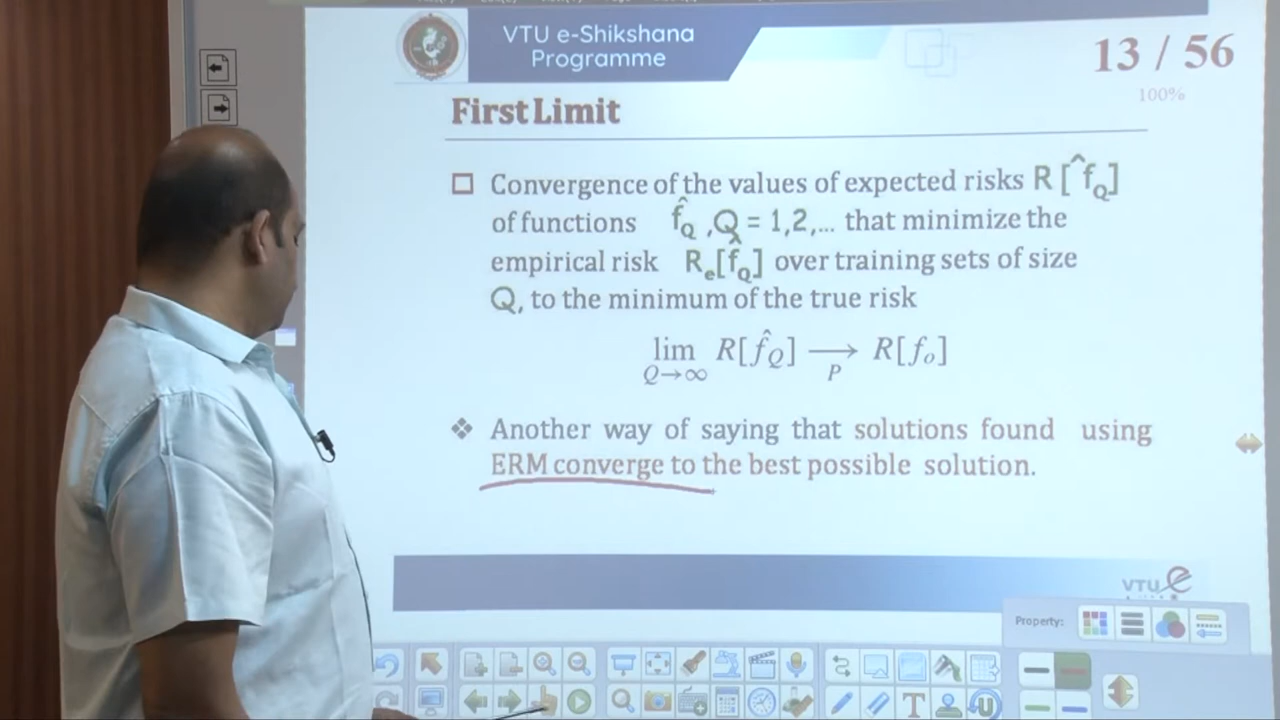 VTU e-Shikshana
Programme
13 / 56
100%
First Limit
Convergence of the values of expected risks R [ f̂Q]
of functions f̂Q ,Q = 1,2,... that minimize the
empirical risk Re[f̂Q] over training sets of size
Q, to the minimum of the true risk
lim Q→∞ R[f̂Q] →P R[fo]
❖ Another way of saying that solutions found using
ERM converge to the best possible solution.
VTU e
Property: